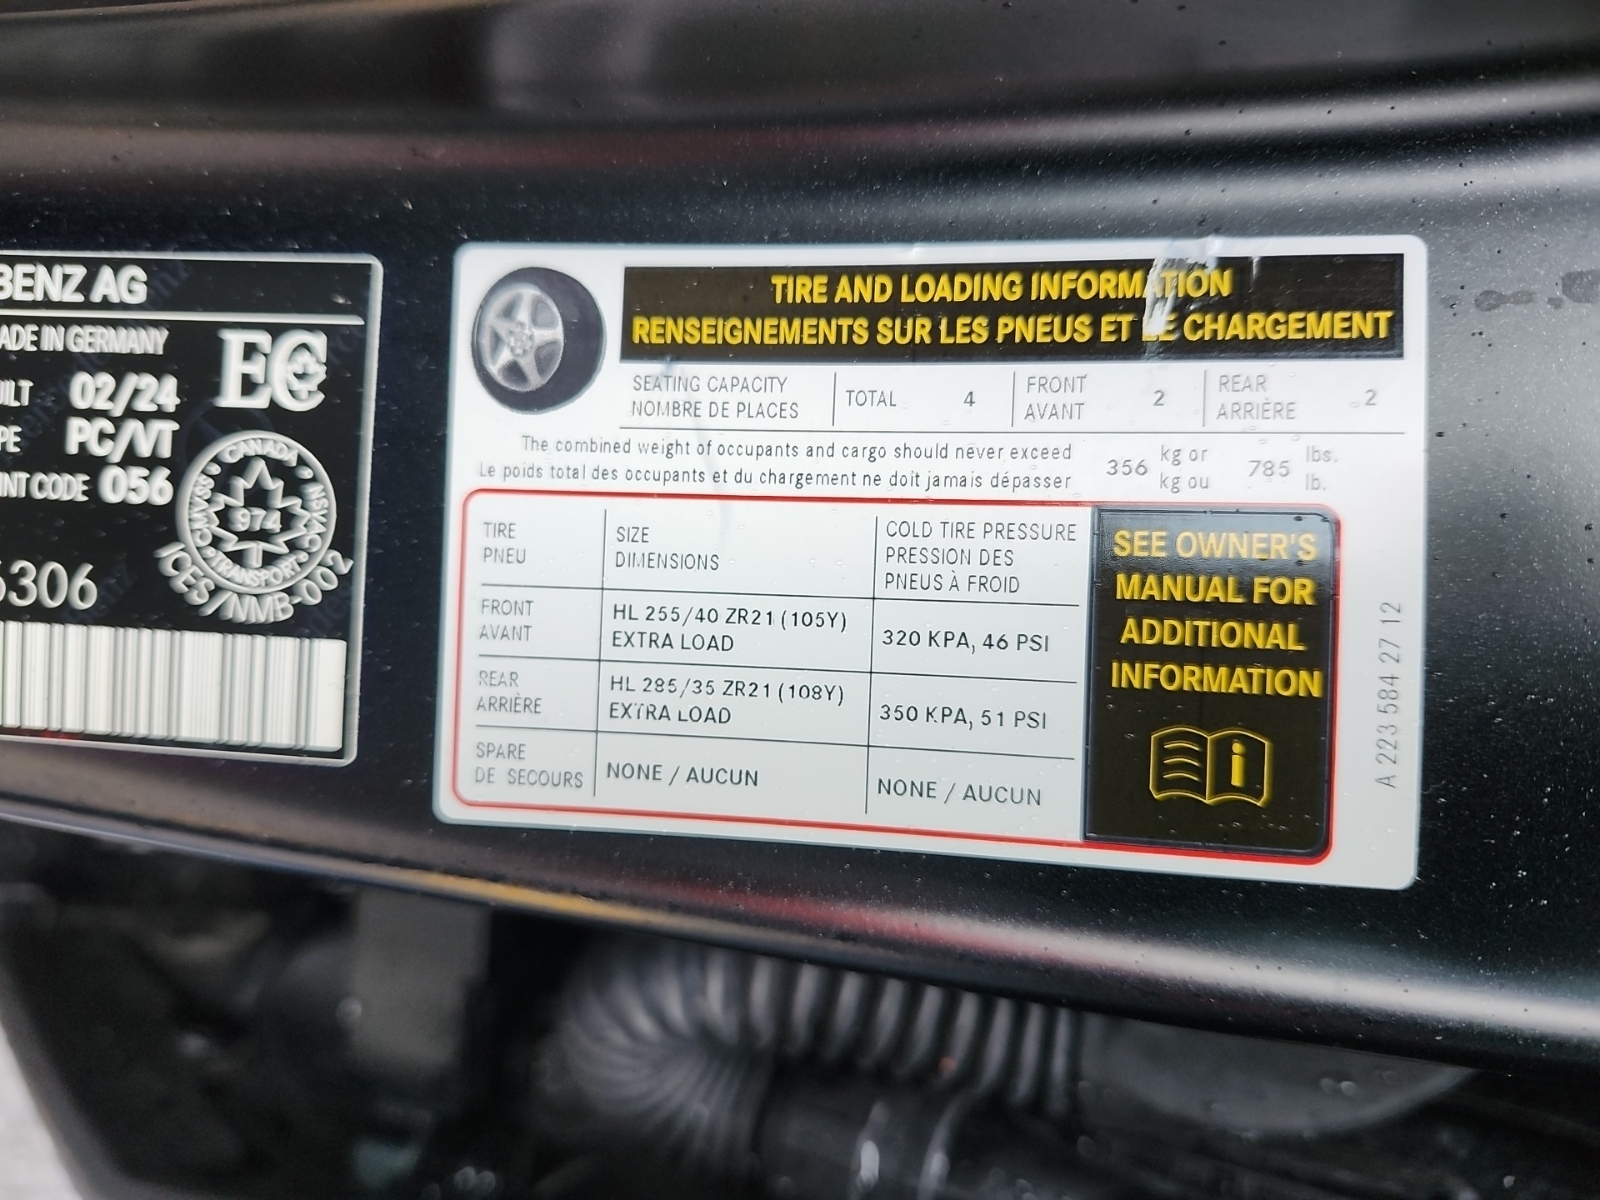 BENZ AG
ADE IN GERMANY
UILT 02/24
PE PC/VT
INT CODE 056
EC
CANADA
CMVSS NSVAC
974
TRANSPORT
ICES/NMB-002
6306
TIRE AND LOADING INFORMATION
RENSEIGNEMENTS SUR LES PNEUS ET LE CHARGEMENT
SEATING CAPACITY TOTAL 4 FRONT 2 REAR 2
NOMBRE DE PLACES AVANT ARRIÈRE
The combined weight of occupants and cargo should never exceed 356 kg or 785 lbs.
Le poids total des occupants et du chargement ne doit jamais dépasser kg ou lb.
TIRE SIZE COLD TIRE PRESSURE
PNEU DIMENSIONS PRESSION DES
PNEUS À FROID
FRONT HL 255/40 ZR21 (105Y) 320 KPA, 46 PSI
AVANT EXTRA LOAD
REAR HL 285/35 ZR21 (108Y) 350 KPA, 51 PSI
ARRIÈRE EXTRA LOAD
SPARE NONE / AUCUN NONE / AUCUN
DE SECOURS
SEE OWNER'S
MANUAL FOR
ADDITIONAL
INFORMATION
i
A 223 584 27 12